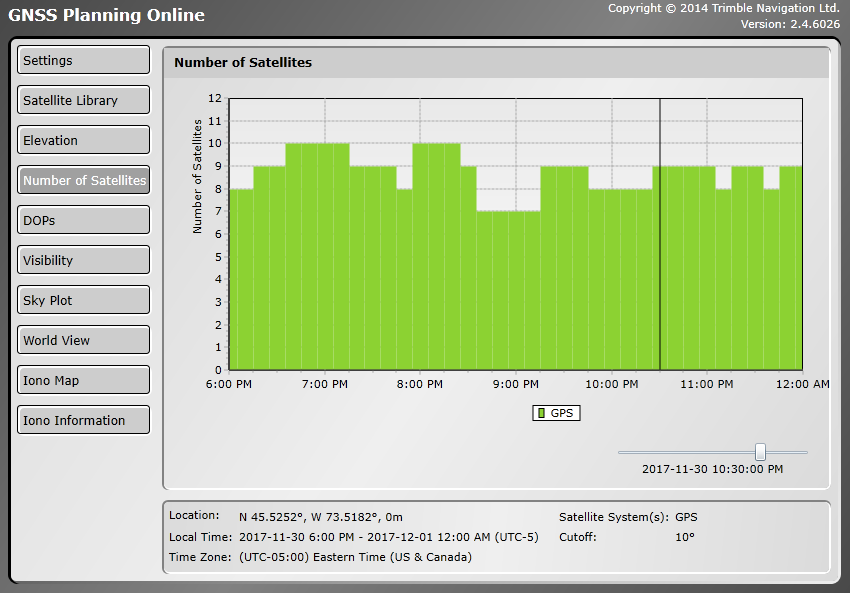 GNSS Planning Online
Copyright © 2014 Trimble Navigation Ltd.
Version: 2.4.6026
Settings
Satellite Library
Elevation
Number of Satellites
DOPs
Visibility
Sky Plot
World View
Iono Map
Iono Information
Number of Satellites
Number of Satellites
12
11
10
9
8
7
6
5
4
3
2
1
0
6:00 PM 7:00 PM 8:00 PM 9:00 PM 10:00 PM 11:00 PM 12:00 AM
GPS
2017-11-30 10:30:00 PM
Location: N 45.5252°, W 73.5182°, 0m Satellite System(s): GPS
Local Time: 2017-11-30 6:00 PM - 2017-12-01 12:00 AM (UTC-5) Cutoff: 10°
Time Zone: (UTC-05:00) Eastern Time (US & Canada)